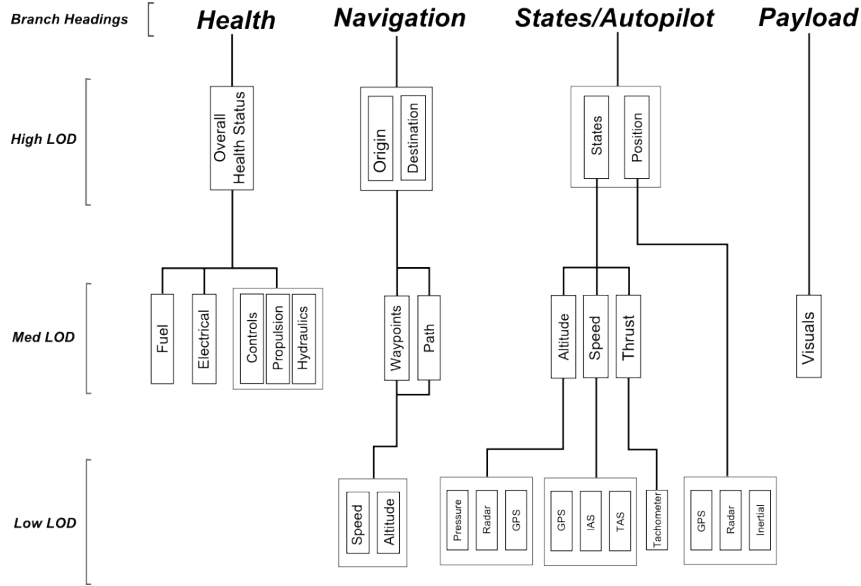 Branch Headings
Health
Navigation
States/Autopilot
Payload
High LOD
Overall
Health Status
Origin
Destination
States
Position
Med LOD
Fuel
Electrical
Controls
Propulsion
Hydraulics
Waypoints
Path
Altitude
Speed
Thrust
Visuals
Low LOD
Speed
Altitude
Pressure
Radar
GPS
GPS
IAS
TAS
Tachometer
GPS
Radar
Inertial